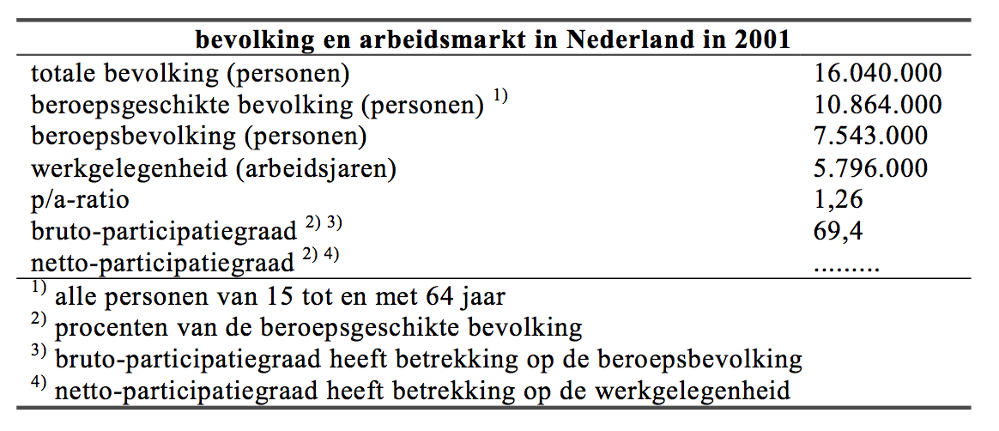 bevolking en arbeidsmarkt in Nederland in 2001
totale bevolking (personen) 16.040.000
beroepsgeschikte bevolking (personen) 1) 10.864.000
beroepsbevolking (personen) 7.543.000
werkgelegenheid (arbeidsjaren) 5.796.000
p/a-ratio 1,26
bruto-participatiegraad 2) 3) 69,4
netto-participatiegraad 2) 4) .........
1) alle personen van 15 tot en met 64 jaar
2) procenten van de beroepsgeschikte bevolking
3) bruto-participatiegraad heeft betrekking op de beroepsbevolking
4) netto-participatiegraad heeft betrekking op de werkgelegenheid